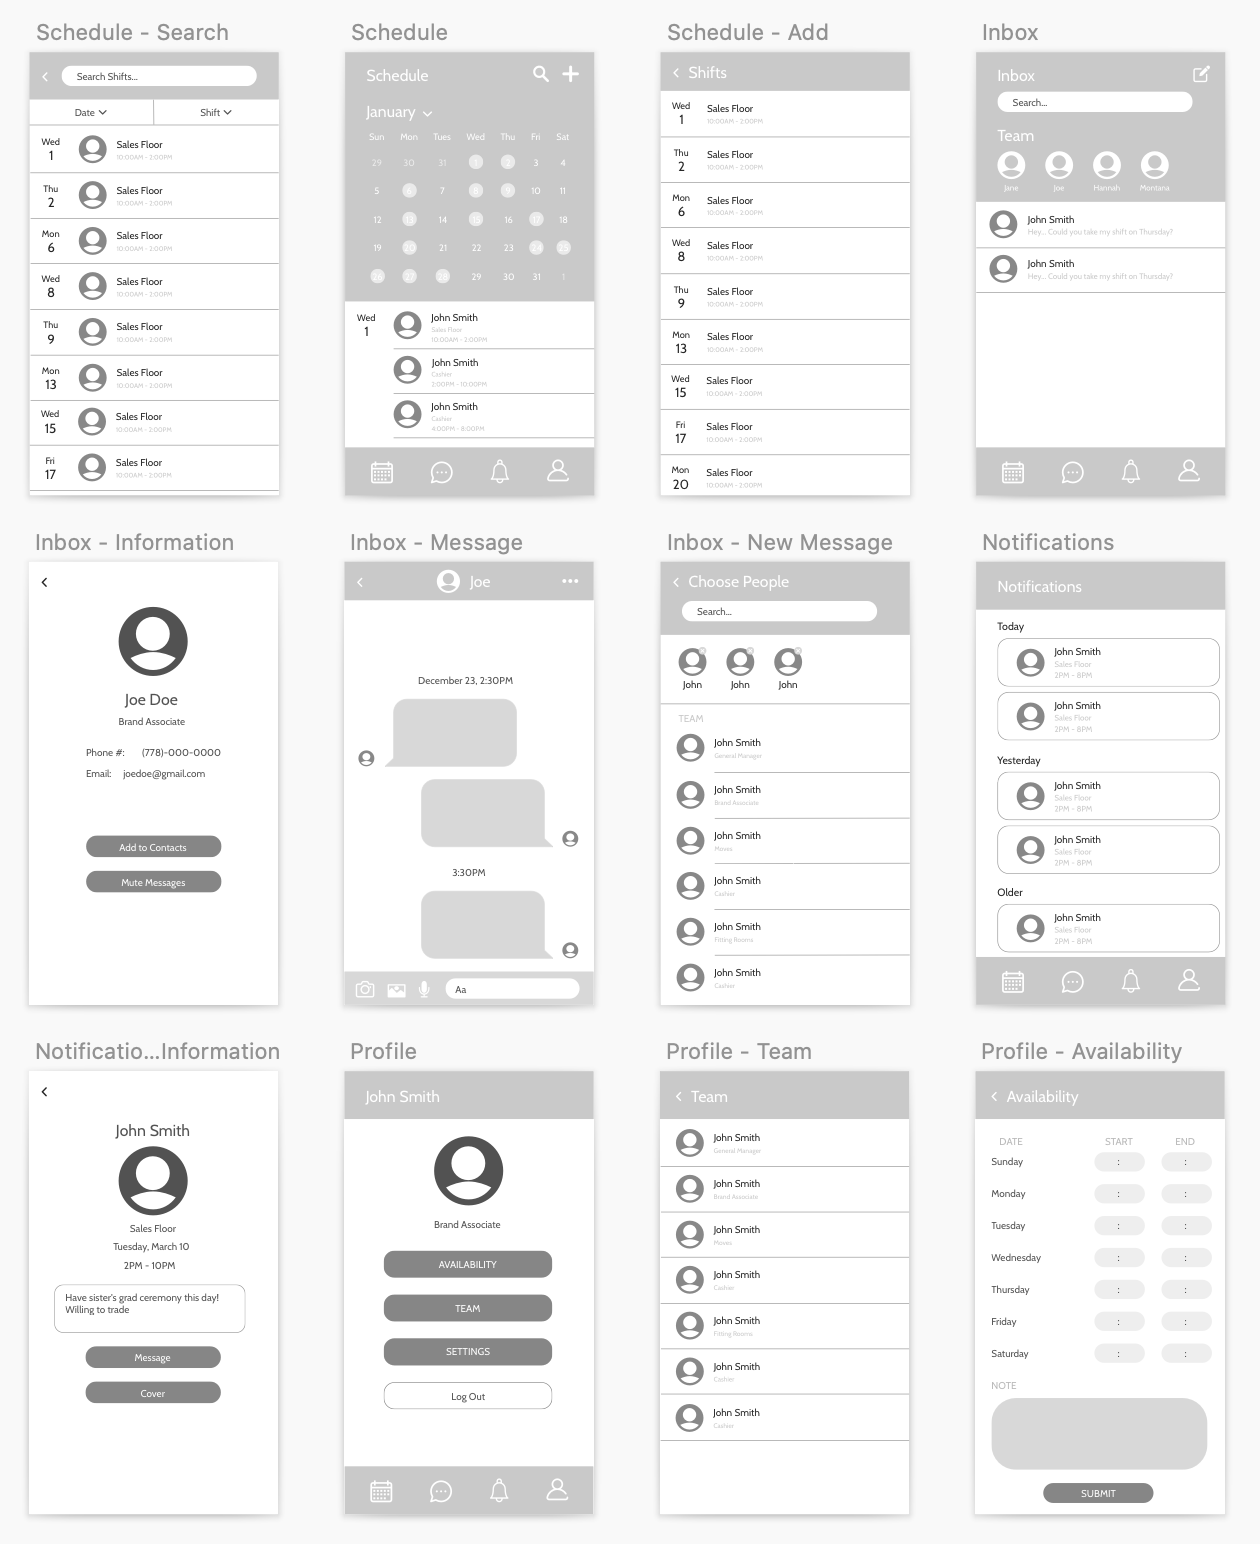 Schedule - Search
Search Shifts...
Date
Shift
Wed
1
Sales Floor
10:00AM - 2:00PM
Thu
2
Sales Floor
10:00AM - 2:00PM
Mon
6
Sales Floor
10:00AM - 2:00PM
Wed
8
Sales Floor
10:00AM - 2:00PM
Thu
9
Sales Floor
10:00AM - 2:00PM
Mon
13
Sales Floor
10:00AM - 2:00PM
Wed
15
Sales Floor
10:00AM - 2:00PM
Fri
17
Sales Floor
10:00AM - 2:00PM
Schedule
Schedule
January
Sun Mon Tues Wed Thu Fri Sat
29 30 31 1 2 3 4
5 6 7 8 9 10 11
12 13 14 15 16 17 18
19 20 21 22 23 24 25
26 27 28 29 30 31 1
Wed
1
John Smith
Sales Floor
10:00AM - 2:00PM
John Smith
Cashier
2:00PM - 10:00PM
John Smith
Cashier
4:00PM - 8:00PM
Schedule - Add
Shifts
Wed
1
Sales Floor
10:00AM - 2:00PM
Thu
2
Sales Floor
10:00AM - 2:00PM
Mon
6
Sales Floor
10:00AM - 2:00PM
Wed
8
Sales Floor
10:00AM - 2:00PM
Thu
9
Sales Floor
10:00AM - 2:00PM
Mon
13
Sales Floor
10:00AM - 2:00PM
Wed
15
Sales Floor
10:00AM - 2:00PM
Fri
17
Sales Floor
10:00AM - 2:00PM
Mon
20
Sales Floor
10:00AM - 2:00PM
Inbox
Inbox
Search...
Team
Jane Joe Hannah Montana
John Smith
Hey... Could you take my shift on Thursday?
John Smith
Hey... Could you take my shift on Thursday?
Inbox - Information
Joe Doe
Brand Associate
Phone #: (778)-000-0000
Email: joedoe@gmail.com
Add to Contacts
Mute Messages
Inbox - Message
Joe
December 23, 2:30PM
3:30PM
Aa
Inbox - New Message
Choose People
Search...
John John John
TEAM
John Smith
General Manager
John Smith
Brand Associate
John Smith
Moves
John Smith
Cashier
John Smith
Fitting Rooms
John Smith
Cashier
Notifications
Notifications
Today
John Smith
Sales Floor
2PM - 8PM
John Smith
Sales Floor
2PM - 8PM
Yesterday
John Smith
Sales Floor
2PM - 8PM
John Smith
Sales Floor
2PM - 8PM
Older
John Smith
Sales Floor
2PM - 8PM
Notificatio...Information
John Smith
Sales Floor
Tuesday, March 10
2PM - 10PM
Have sister's grad ceremony this day!
Willing to trade
Message
Cover
Profile
John Smith
Brand Associate
AVAILABILITY
TEAM
SETTINGS
Log Out
Profile - Team
Team
John Smith
General Manager
John Smith
Brand Associate
John Smith
Moves
John Smith
Cashier
John Smith
Fitting Rooms
John Smith
Cashier
John Smith
Cashier
Profile - Availability
Availability
DATE START END
Sunday : :
Monday : :
Tuesday : :
Wednesday : :
Thursday : :
Friday : :
Saturday : :
NOTE
SUBMIT